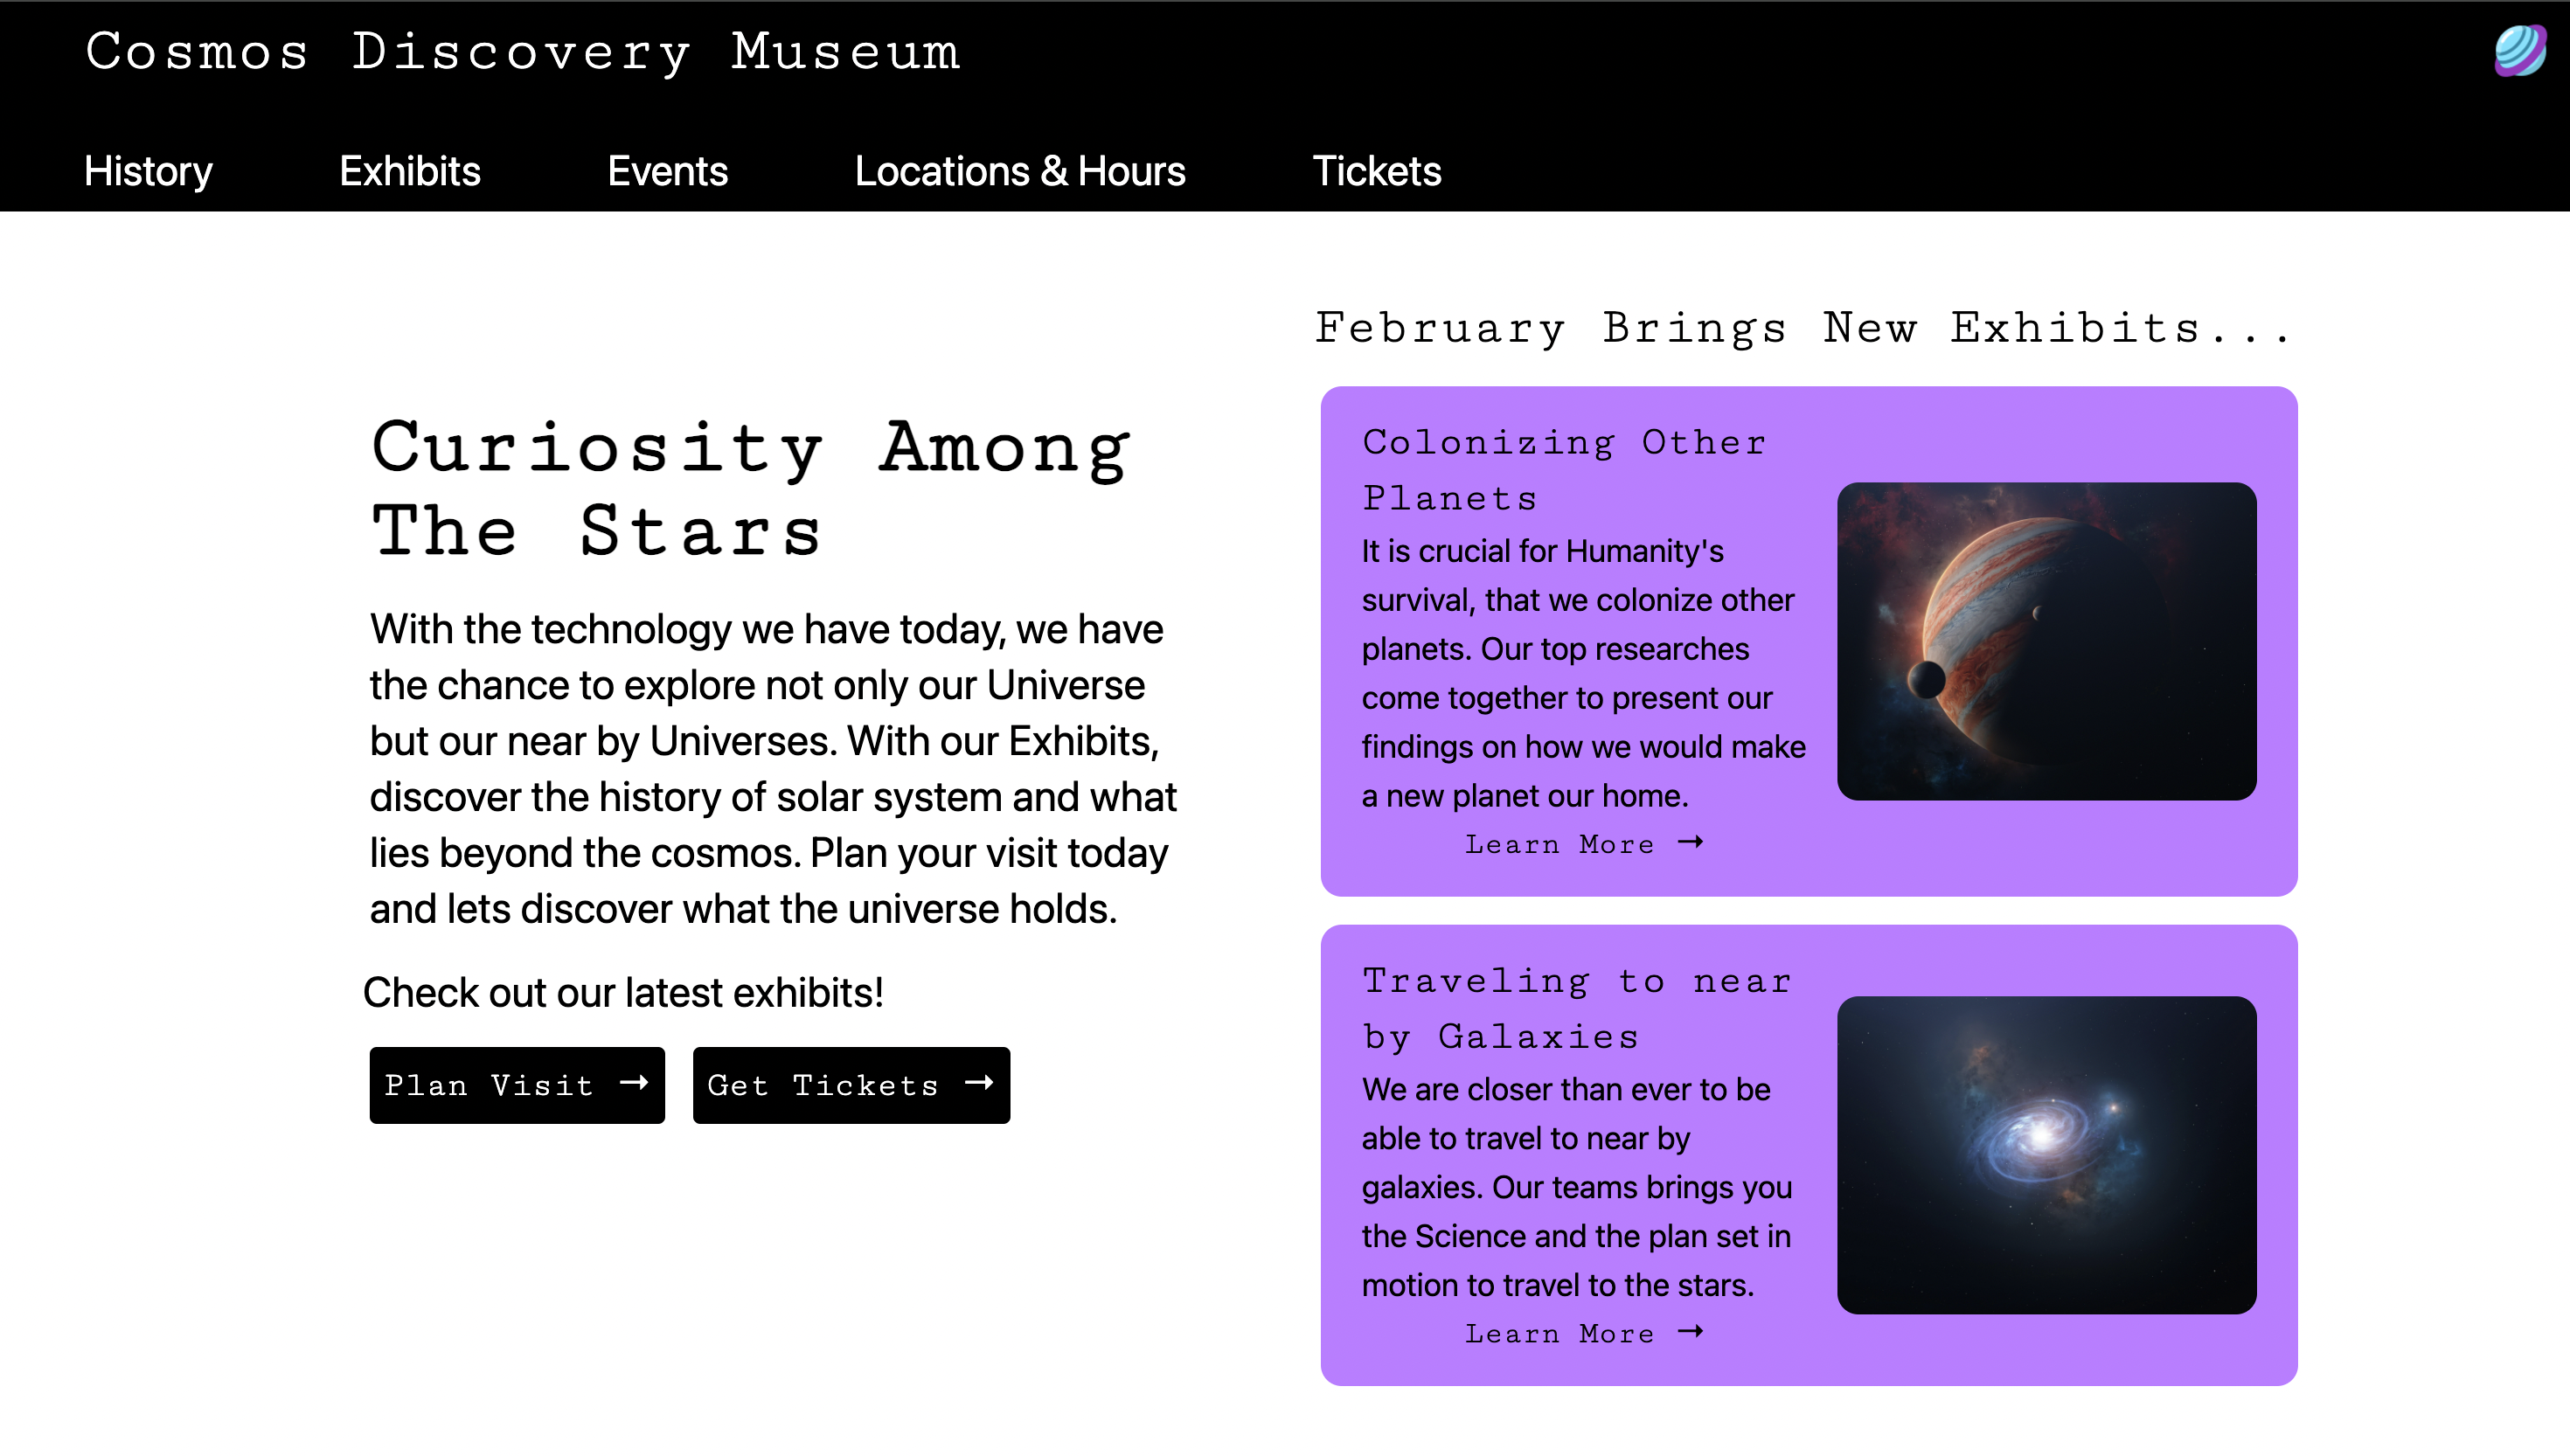 Cosmos Discovery Museum
History Exhibits Events Locations & Hours Tickets
Curiosity Among
The Stars
With the technology we have today, we have
the chance to explore not only our Universe
but our near by Universes. With our Exhibits,
discover the history of solar system and what
lies beyond the cosmos. Plan your visit today
and lets discover what the universe holds.
Check out our latest exhibits!
Plan Visit → Get Tickets →
February Brings New Exhibits...
Colonizing Other
Planets
It is crucial for Humanity's
survival, that we colonize other
planets. Our top researches
come together to present our
findings on how we would make
a new planet our home.
Learn More →
Traveling to near
by Galaxies
We are closer than ever to be
able to travel to near by
galaxies. Our teams brings you
the Science and the plan set in
motion to travel to the stars.
Learn More →